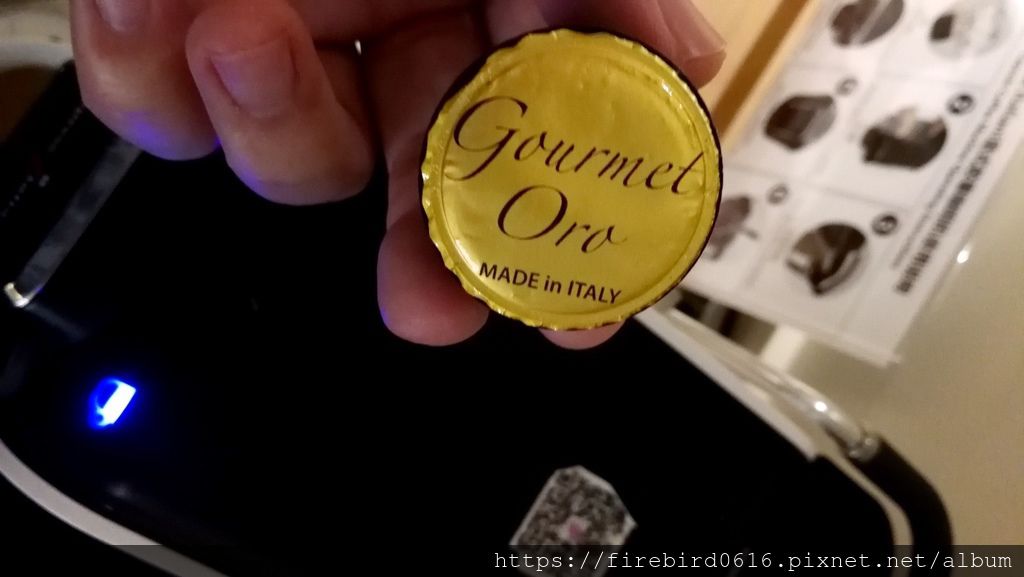 Gourmet
Oro
MADE in ITALY
https://firebird0616.pixnet.net/album